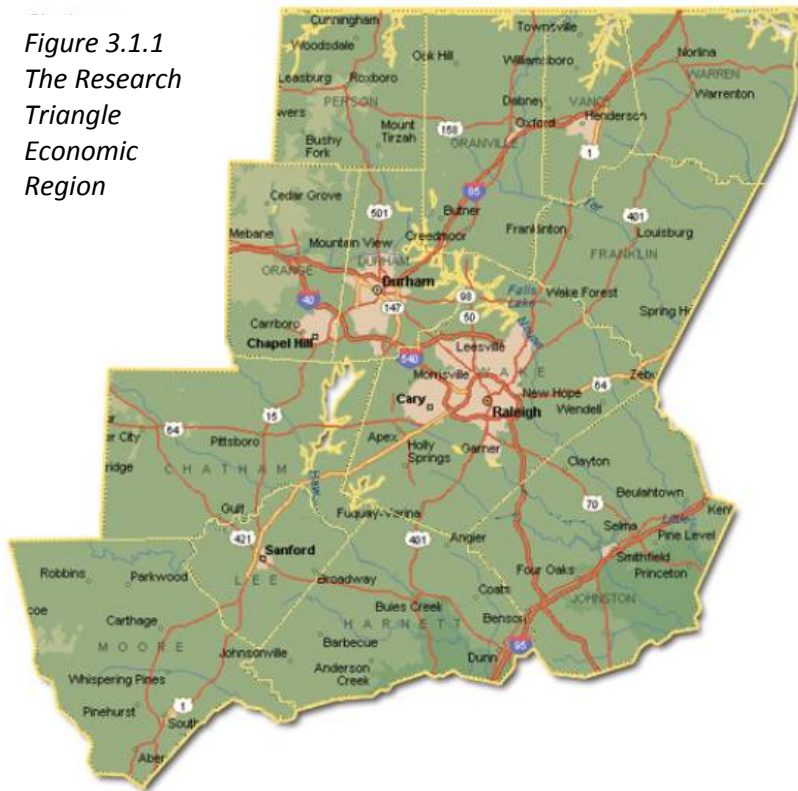 Figure 3.1.1
The Research
Triangle
Economic
Region
Cunningham
Townsville
Woodsdale
Oak Hill
Williamsboro
Norlina
Leasburg
Roxboro
WARREN
PERSON
Dabney
VANCE
Warrenton
Oxford
Henderson
Bushy
Fork
Mount
Tirzah
158
GRANVILLE
1
85
Cedar Grove
501
Butner
Tar
401
Mebane
Mountain View
Creedmoor
Franklinton
Louisburg
DURHAM
FRANKLIN
ORANGE
Durham
40
98
Falls
Lake
Wake Forest
147
50
Spring
Carrboro
Neuse
Chapel Hill
Leesville
540
Morrisville
WAKE
New Hope
64
Cary
Raleigh
Wendell
15
64
Pittsboro
Apex
Holly
Springs
Garner
CHATHAM
Clayton
Haw
Beulahtown
Gulf
70
Fuquay-Varina
Selma
Little
421
401
Angier
Pine Level
Sanford
Smithfield
Robbins
Parkwood
LEE
Broadway
Four Oaks
Princeton
Coats
JOHNSTON
Carthage
Buies Creek
Benson
HARNETT
MOORE
Johnsonville
Barbecue
95
Dunn
Anderson
Creek
Whispering Pines
Pinehurst
1